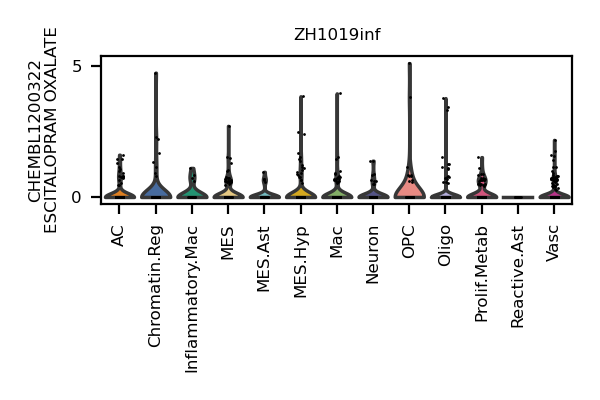 ZH1019inf
CHEMBL1200322
ESCITALOPRAM OXALATE
5
0
AC
Chromatin.Reg
Inflammatory.Mac
MES
MES.Ast
MES.Hyp
Mac
Neuron
OPC
Oligo
Prolif.Metab
Reactive.Ast
Vasc